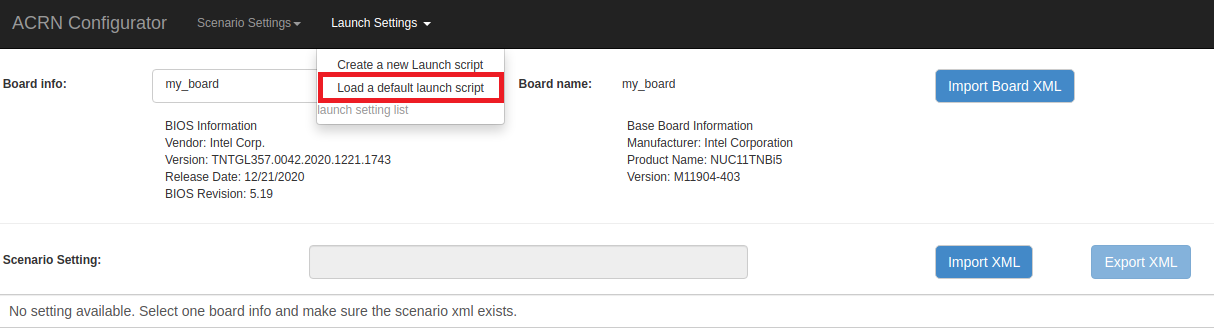 ACRN Configurator Scenario Settings Launch Settings
Create a new Launch script
Load a default launch script
launch setting list
Board info: my_board Board name: my_board Import Board XML
BIOS Information
Vendor: Intel Corp.
Version: TNTGL357.0042.2020.1221.1743
Release Date: 12/21/2020
BIOS Revision: 5.19
Base Board Information
Manufacturer: Intel Corporation
Product Name: NUC11TNBi5
Version: M11904-403
Scenario Setting: Import XML Export XML
No setting available. Select one board info and make sure the scenario xml exists.